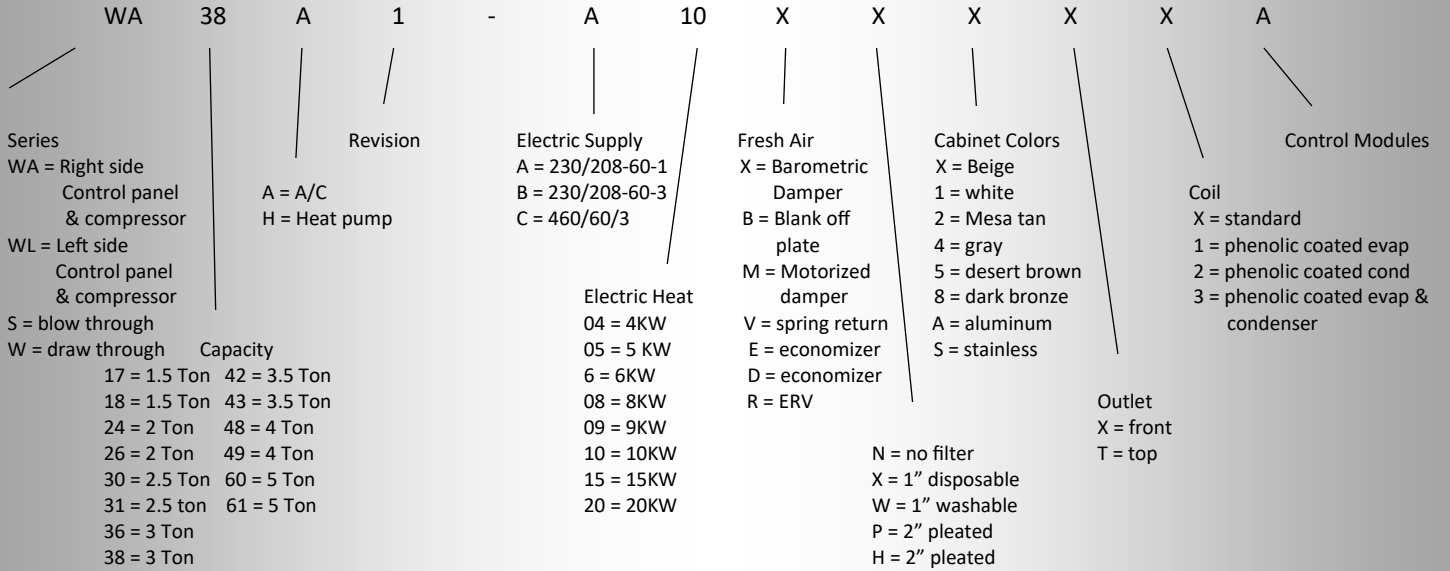 WA 38 A 1 - A 10 X X X X X A
Series
WA = Right side
Control panel
& compressor
WL = Left side
Control panel
& compressor
S = blow through
W = draw through
Capacity
17 = 1.5 Ton 42 = 3.5 Ton
18 = 1.5 Ton 43 = 3.5 Ton
24 = 2 Ton 48 = 4 Ton
26 = 2 Ton 49 = 4 Ton
30 = 2.5 Ton 60 = 5 Ton
31 = 2.5 ton 61 = 5 Ton
36 = 3 Ton
38 = 3 Ton
A = A/C
H = Heat pump
Revision
Electric Supply
A = 230/208-60-1
B = 230/208-60-3
C = 460/60/3
Electric Heat
04 = 4KW
05 = 5 KW
6 = 6KW
08 = 8KW
09 = 9KW
10 = 10KW
15 = 15KW
20 = 20KW
Fresh Air
X = Barometric
Damper
B = Blank off
plate
M = Motorized
damper
V = spring return
E = economizer
D = economizer
R = ERV
N = no filter
X = 1” disposable
W = 1” washable
P = 2” pleated
H = 2” pleated
Cabinet Colors
X = Beige
1 = white
2 = Mesa tan
4 = gray
5 = desert brown
8 = dark bronze
A = aluminum
S = stainless
Outlet
X = front
T = top
Coil
X = standard
1 = phenolic coated evap
2 = phenolic coated cond
3 = phenolic coated evap &
condenser
Control Modules